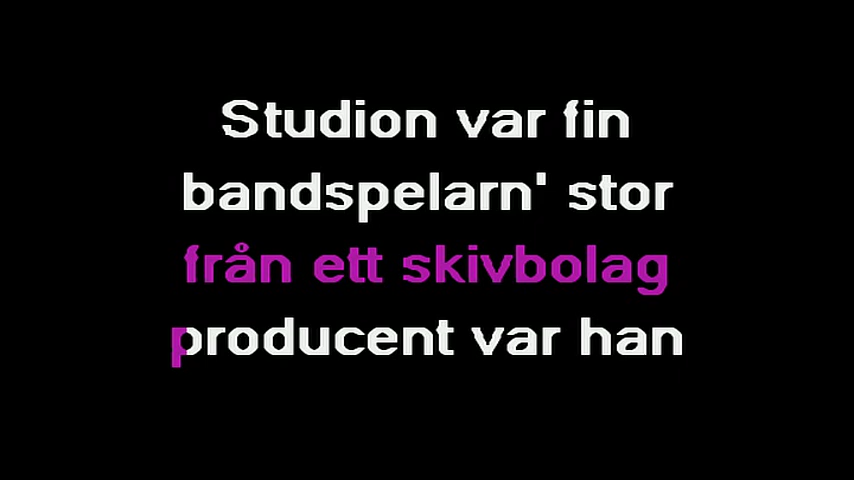 Studion var fin
bandspelarn' stor
från ett skivbolag
producent var han